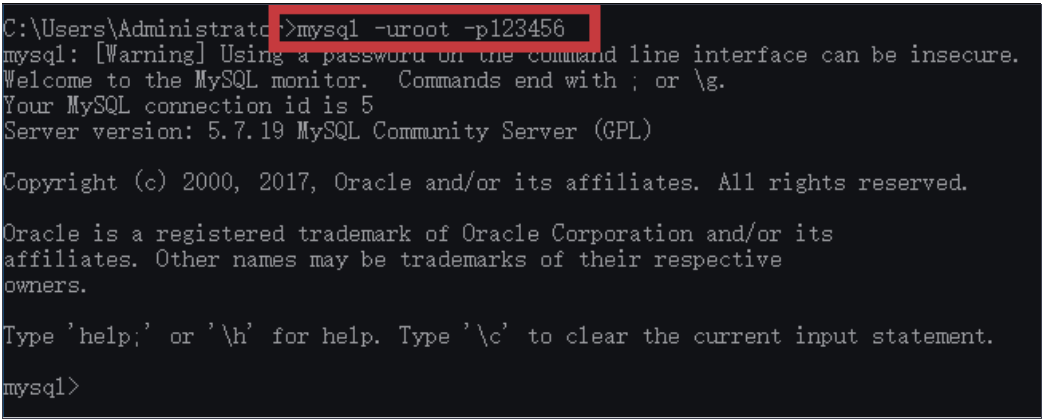 C:\Users\Administrator>mysql -uroot -p123456
mysql: [Warning] Using a password on the command line interface can be insecure.
Welcome to the MySQL monitor.  Commands end with ; or \g.
Your MySQL connection id is 5
Server version: 5.7.19 MySQL Community Server (GPL)
Copyright (c) 2000, 2017, Oracle and/or its affiliates. All rights reserved.
Oracle is a registered trademark of Oracle Corporation and/or its
affiliates. Other names may be trademarks of their respective
owners.
Type 'help;' or '\h' for help. Type '\c' to clear the current input statement.
mysql>